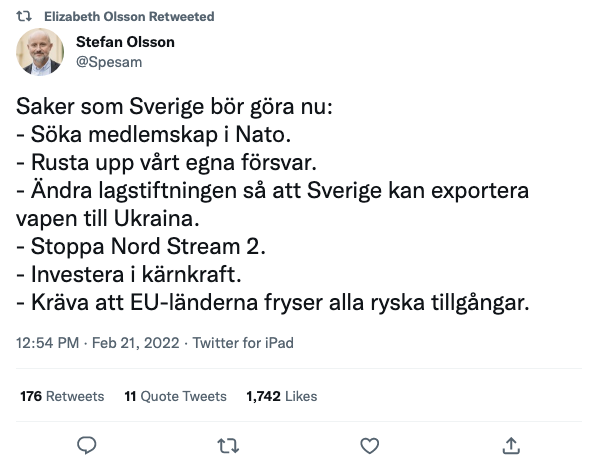 Elizabeth Olsson Retweeted
Stefan Olsson
@Spesam
Saker som Sverige bör göra nu:
- Söka medlemskap i Nato.
- Rusta upp vårt egna försvar.
- Ändra lagstiftningen så att Sverige kan exportera
vapen till Ukraina.
- Stoppa Nord Stream 2.
- Investera i kärnkraft.
- Kräva att EU-länderna fryser alla ryska tillgångar.
12:54 PM · Feb 21, 2022 · Twitter for iPad
176 Retweets 11 Quote Tweets 1,742 Likes